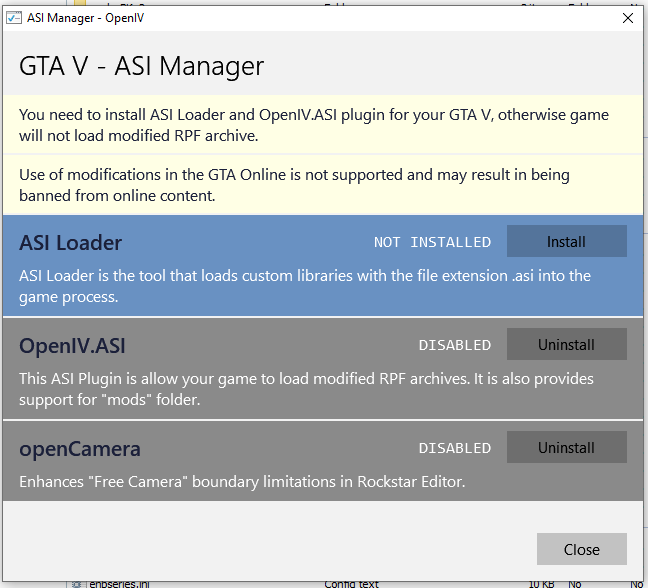 ASI Manager - OpenIV
GTA V - ASI Manager
You need to install ASI Loader and OpenIV.ASI plugin for your GTA V, otherwise game
will not load modified RPF archive.
Use of modifications in the GTA Online is not supported and may result in being
banned from online content.
ASI Loader
NOT INSTALLED
Install
ASI Loader is the tool that loads custom libraries with the file extension .asi into the
game process.
OpenIV.ASI
DISABLED
Uninstall
This ASI Plugin is allow your game to load modified RPF archives. It is also provides
support for "mods" folder.
openCamera
DISABLED
Uninstall
Enhances "Free Camera" boundary limitations in Rockstar Editor.
Close
enbseries.ini Config text 10 KB No No